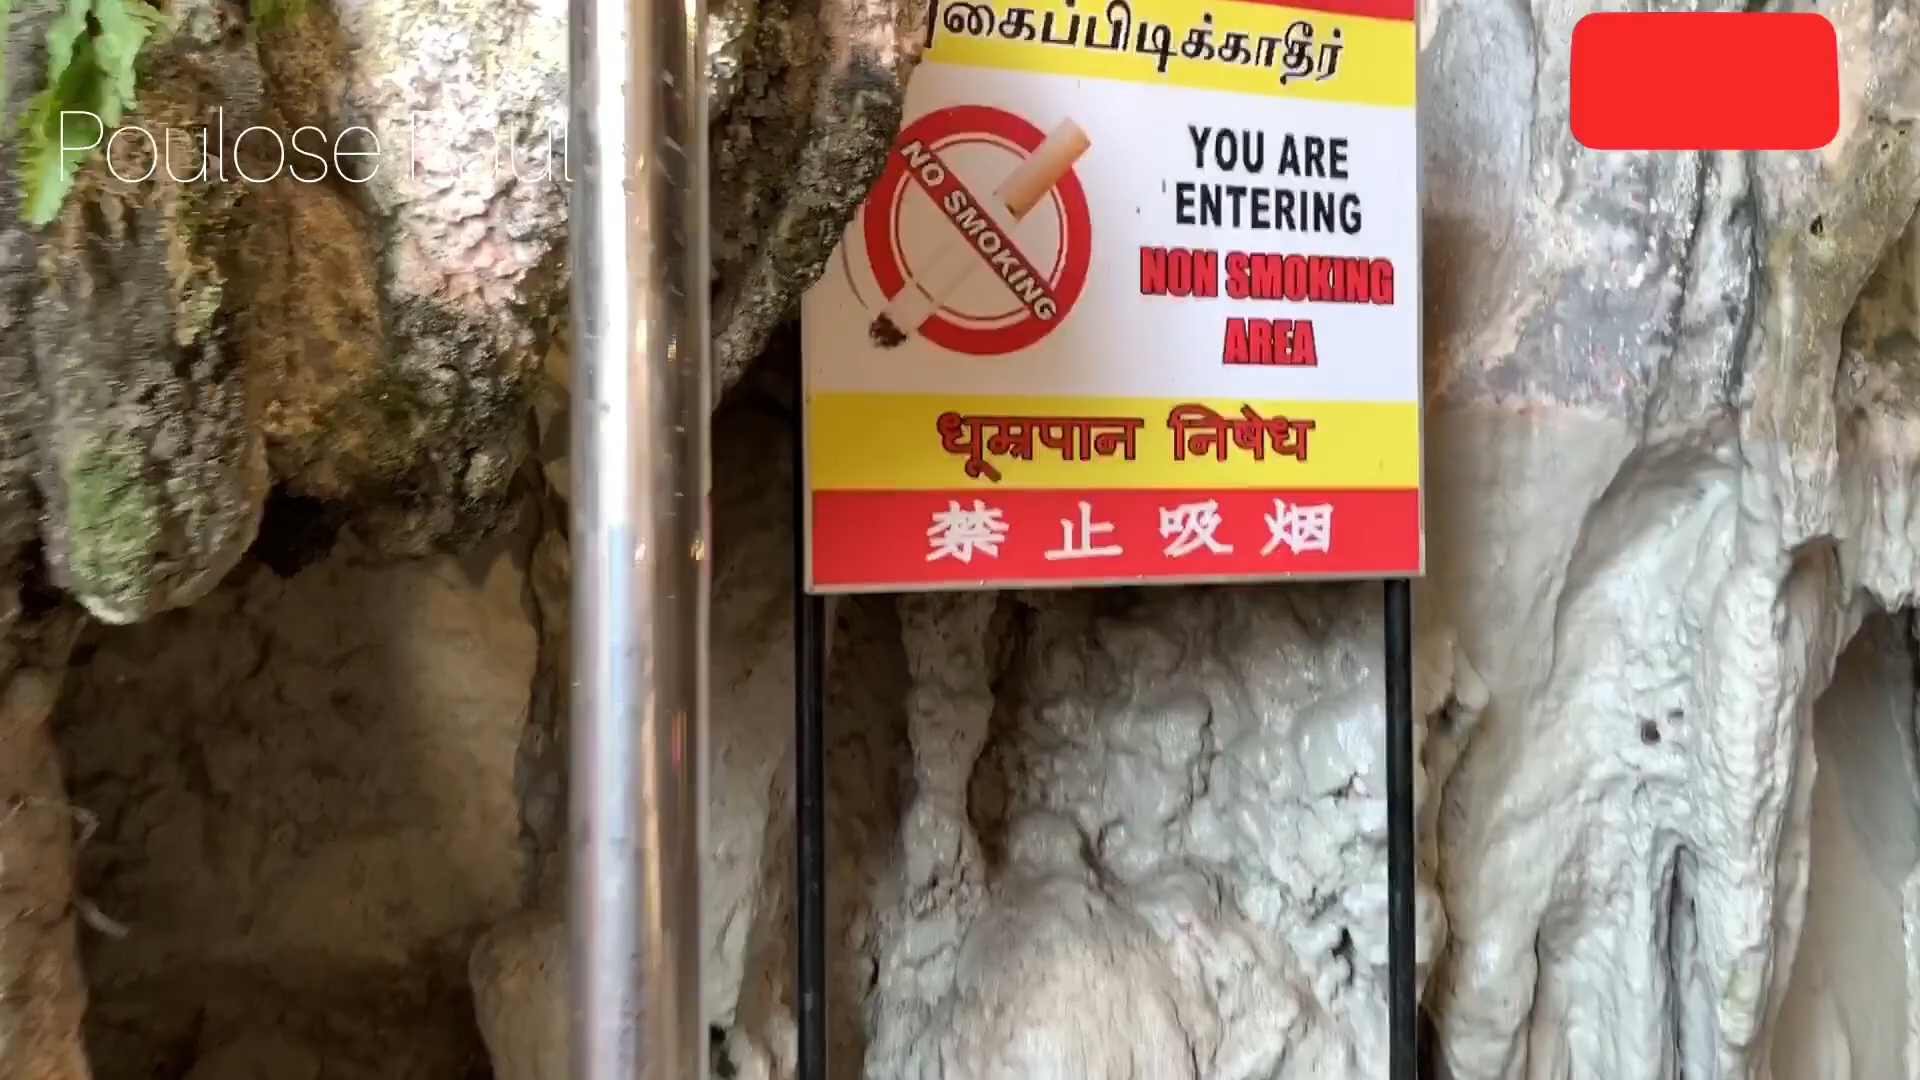 கைப்பிடிக்காதீர்
Poulose
NO SMOKING
YOU ARE
ENTERING
NON SMOKING
AREA
धूम्रपान निषेध
禁止吸烟